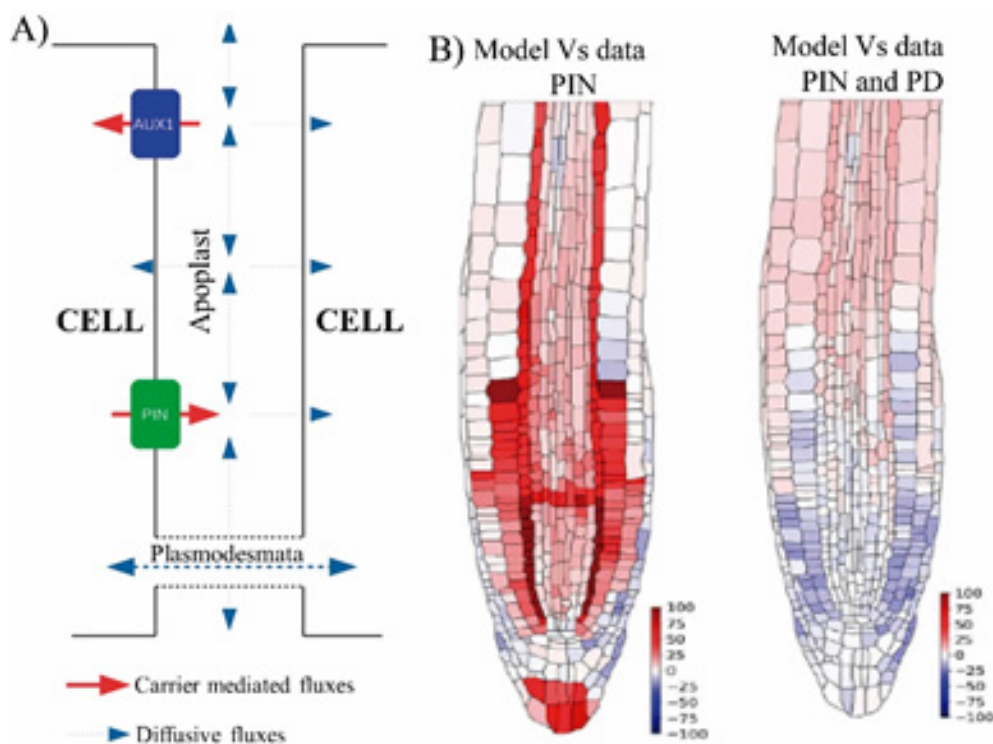 A)
AUX1
Apoplast
CELL
CELL
PIN
Plasmodesmata
Carrier mediated fluxes
Diffusive fluxes
B) Model Vs data
PIN
100
75
50
25
0
−25
−50
−75
−100
Model Vs data
PIN and PD
100
75
50
25
0
−25
−50
−75
−100